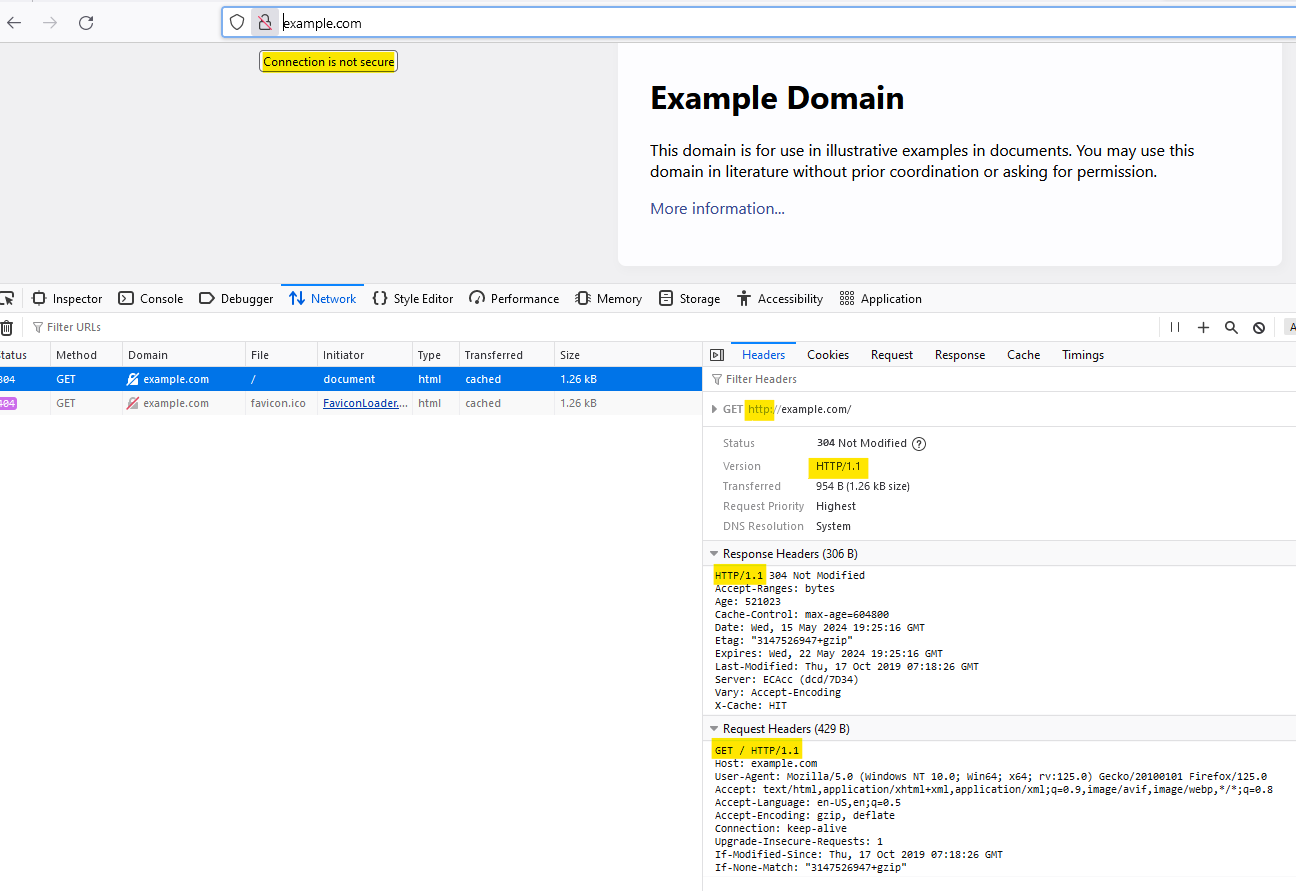 example.com
Connection is not secure
Example Domain
This domain is for use in illustrative examples in documents. You may use this
domain in literature without prior coordination or asking for permission.
More information...
Inspector Console Debugger Network Style Editor Performance Memory Storage Accessibility Application
Filter URLs
tatus Method Domain File Initiator Type Transferred Size
304 GET example.com / document html cached 1.26 kB
404 GET example.com favicon.ico FaviconLoader.... html cached 1.26 kB
Headers Cookies Request Response Cache Timings
Filter Headers
GET http://example.com/
Status 304 Not Modified ?
Version HTTP/1.1
Transferred 954 B (1.26 kB size)
Request Priority Highest
DNS Resolution System
Response Headers (306 B)
HTTP/1.1 304 Not Modified
Accept-Ranges: bytes
Age: 521023
Cache-Control: max-age=604800
Date: Wed, 15 May 2024 19:25:16 GMT
Etag: "3147526947+gzip"
Expires: Wed, 22 May 2024 19:25:16 GMT
Last-Modified: Thu, 17 Oct 2019 07:18:26 GMT
Server: ECAcc (dcd/7D34)
Vary: Accept-Encoding
X-Cache: HIT
Request Headers (429 B)
GET / HTTP/1.1
Host: example.com
User-Agent: Mozilla/5.0 (Windows NT 10.0; Win64; x64; rv:125.0) Gecko/20100101 Firefox/125.0
Accept: text/html,application/xhtml+xml,application/xml;q=0.9,image/avif,image/webp,*/*;q=0.8
Accept-Language: en-US,en;q=0.5
Accept-Encoding: gzip, deflate
Connection: keep-alive
Upgrade-Insecure-Requests: 1
If-Modified-Since: Thu, 17 Oct 2019 07:18:26 GMT
If-None-Match: "3147526947+gzip"